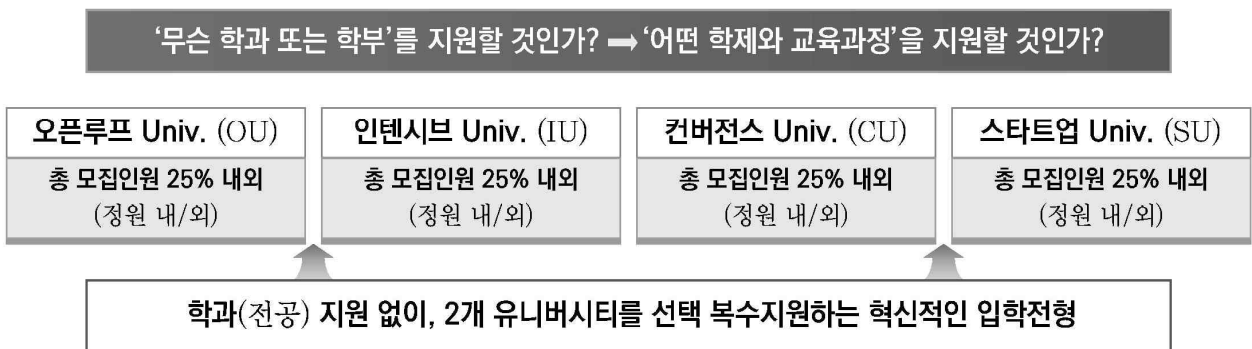 ‘무슨 학과 또는 학부’를 지원할 것인가? ➡ ‘어떤 학제와 교육과정’을 지원할 것인가?
오픈루프 Univ. (OU)
총 모집인원 25% 내외
(정원 내/외)
인텐시브 Univ. (IU)
총 모집인원 25% 내외
(정원 내/외)
컨버전스 Univ. (CU)
총 모집인원 25% 내외
(정원 내/외)
스타트업 Univ. (SU)
총 모집인원 25% 내외
(정원 내/외)
학과(전공) 지원 없이, 2개 유니버시티를 선택 복수지원하는 혁신적인 입학전형